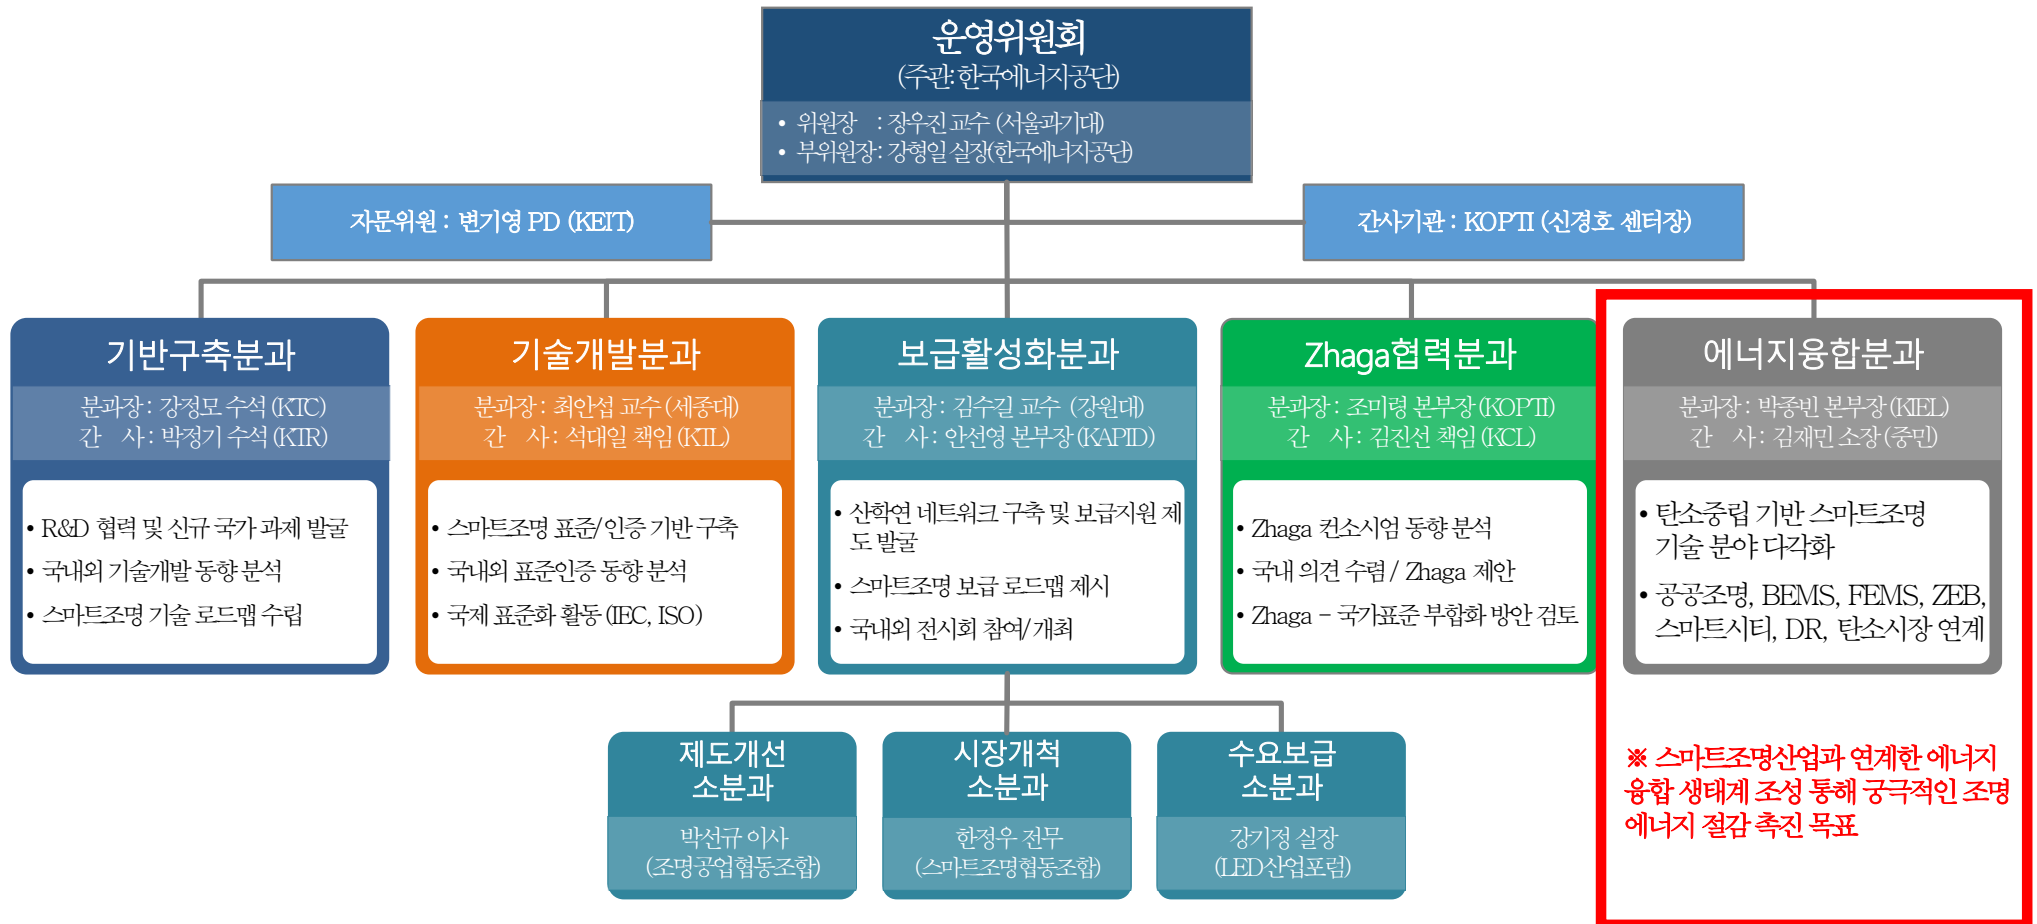 운영위원회
(주관:한국에너지공단)
• 위원장 : 장우진 교수 (서울과기대)
• 부위원장 : 강형일 실장(한국에너지공단)
자문위원 : 변기영 PD (KEIT)
간사기관 : KOPTI (신경호 센터장)
기반구축분과
분과장 : 강정모 수석 (KTC)
간 사 : 박정기 수석 (KTR)
• R&D 협력 및 신규 국가 과제 발굴
• 국내외 기술개발 동향 분석
• 스마트조명 기술 로드맵 수립
기술개발분과
분과장 : 최안섭 교수 (세종대)
간 사 : 석대일 책임 (KTL)
• 스마트조명 표준/인증 기반 구축
• 국내외 표준인증 동향 분석
• 국제 표준화 활동 (IEC, ISO)
보급활성화분과
분과장 : 김수길 교수 (강원대)
간 사 : 안선영 본부장 (KAPID)
• 산학연 네트워크 구축 및 보급지원 제
도 발굴
• 스마트조명 보급 로드맵 제시
• 국내외 전시회 참여/개최
Zhaga협력분과
분과장 : 조미령 본부장 (KOPTI)
간 사 : 김진선 책임 (KCL)
• Zhaga 컨소시엄 동향 분석
• 국내 의견 수렴 / Zhaga 제안
• Zhaga - 국가표준 부합화 방안 검토
에너지융합분과
분과장 : 박종빈 본부장 (KIEL)
간 사 : 김재민 소장 (중민)
• 탄소중립 기반 스마트조명
기술 분야 다각화
• 공공조명, BEMS, FEMS, ZEB,
스마트시티, DR, 탄소시장 연계
제도개선
소분과
박선규 이사
(조명공업협동조합)
시장개척
소분과
한정우 전무
(스마트조명협동조합)
수요보급
소분과
강기정 실장
(LED산업포럼)
※ 스마트조명산업과 연계한 에너지
융합 생태계 조성 통해 궁극적인 조명
에너지 절감 촉진 목표